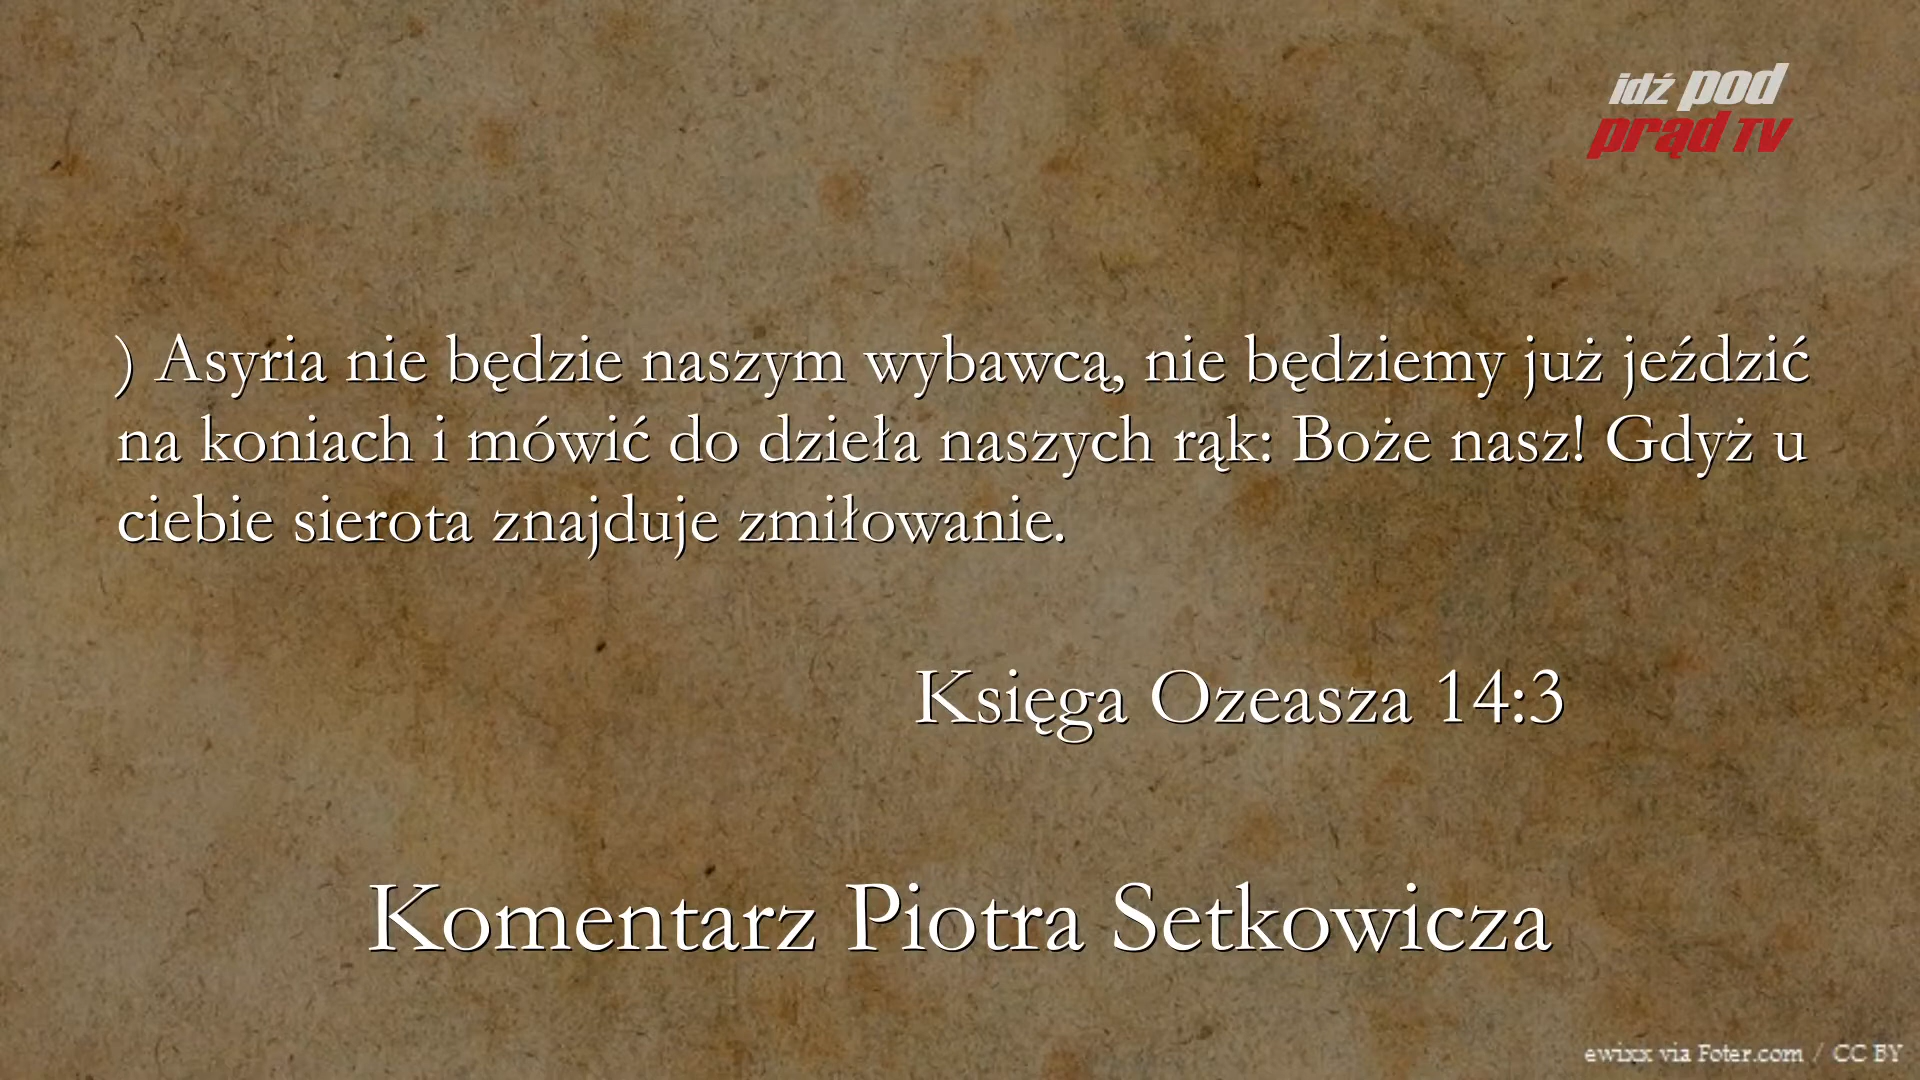 idź pod
prąd TV
) Asyria nie będzie naszym wybawcą, nie będziemy już jeździć
na koniach i mówić do dzieła naszych rąk: Boże nasz! Gdyż u
ciebie sierota znajduje zmiłowanie.
Księga Ozeasza 14:3
Komentarz Piotra Setkowicza
ewixx via Foter.com / CC BY